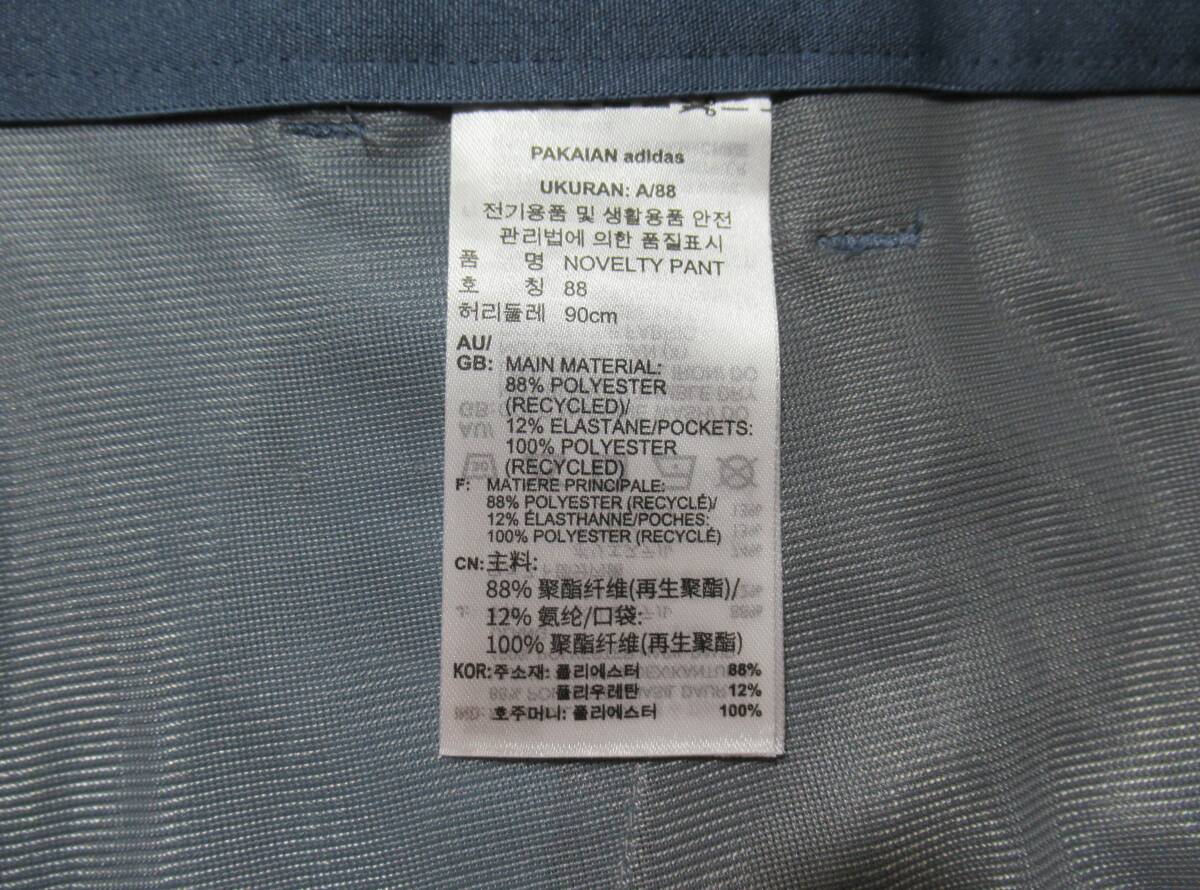 PAKAIAN adidas
UKURAN: A/88
전기용품 및 생활용품 안전
관리법에 의한 품질표시
품 명 NOVELTY PANT
호 칭 88
허리둘레 90cm
AU/
GB: MAIN MATERIAL:
88% POLYESTER
(RECYCLED)/
12% ELASTANE/POCKETS:
100% POLYESTER
(RECYCLED)
F: MATIERE PRINCIPALE:
88% POLYESTER (RECYCLÉ)/
12% ÉLASTHANNE/POCHES:
100% POLYESTER (RECYCLÉ)
CN: 主料:
88% 聚酯纤维(再生聚酯)/
12% 氨纶/口袋:
100% 聚酯纤维(再生聚酯)
KOR: 주소재: 폴리에스터 88%
폴리우레탄 12%
호주머니: 폴리에스터 100%